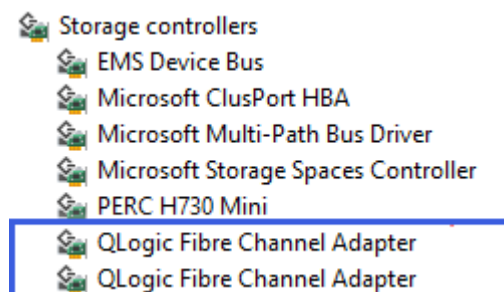 Storage controllers
EMS Device Bus
Microsoft ClusPort HBA
Microsoft Multi-Path Bus Driver
Microsoft Storage Spaces Controller
PERC H730 Mini
QLogic Fibre Channel Adapter
QLogic Fibre Channel Adapter